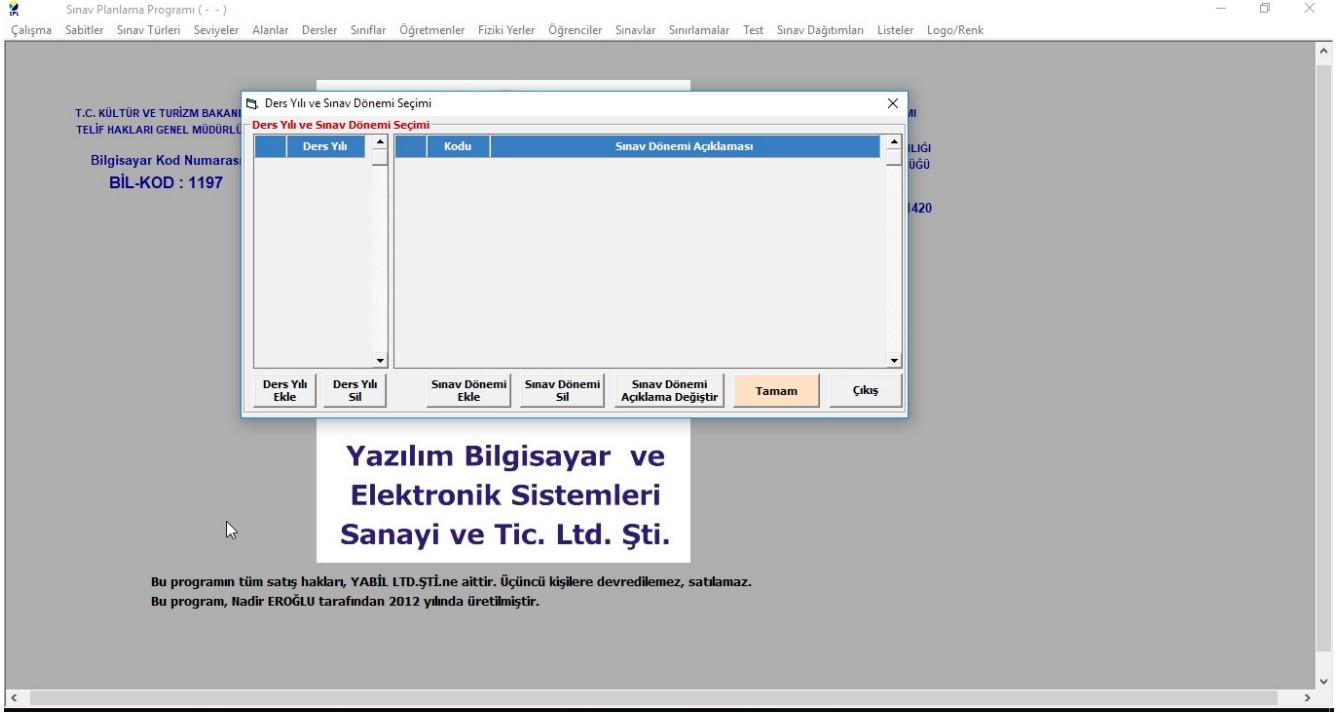 Sınav Planlama Programı ( - - )
Çalışma Sabitler Sınav Türleri Seviyeler Alanlar Dersler Sınıflar Öğretmenler Fiziki Yerler Öğrenciler Sınavlar Sınırlamalar Test Sınav Dağıtımları Listeler Logo/Renk
Ders Yılı ve Sınav Dönemi Seçimi
T.C. KÜLTÜR VE TURİZM BAKANI
TELİF HAKLARI GENEL MÜDÜRLÜ
Bilgisayar Kod Numarası
BİL-KOD : 1197
Ders Yılı ve Sınav Dönemi Seçimi
Ders Yılı Kodu Sınav Dönemi Açıklaması
LIĞI
ÜĞÜ
420
Ders Yılı Ekle
Ders Yılı Sil
Sınav Dönemi Ekle
Sınav Dönemi Sil
Sınav Dönemi Açıklama Değiştir
Tamam
Çıkış
Yazılım Bilgisayar ve
Elektronik Sistemleri
Sanayi ve Tic. Ltd. Şti.
Bu programın tüm satış hakları, YABİL LTD.ŞTİ.ne aittir. Üçüncü kişilere devredilemez, satılamaz.
Bu program, Nadir EROĞLU tarafından 2012 yılında üretilmiştir.